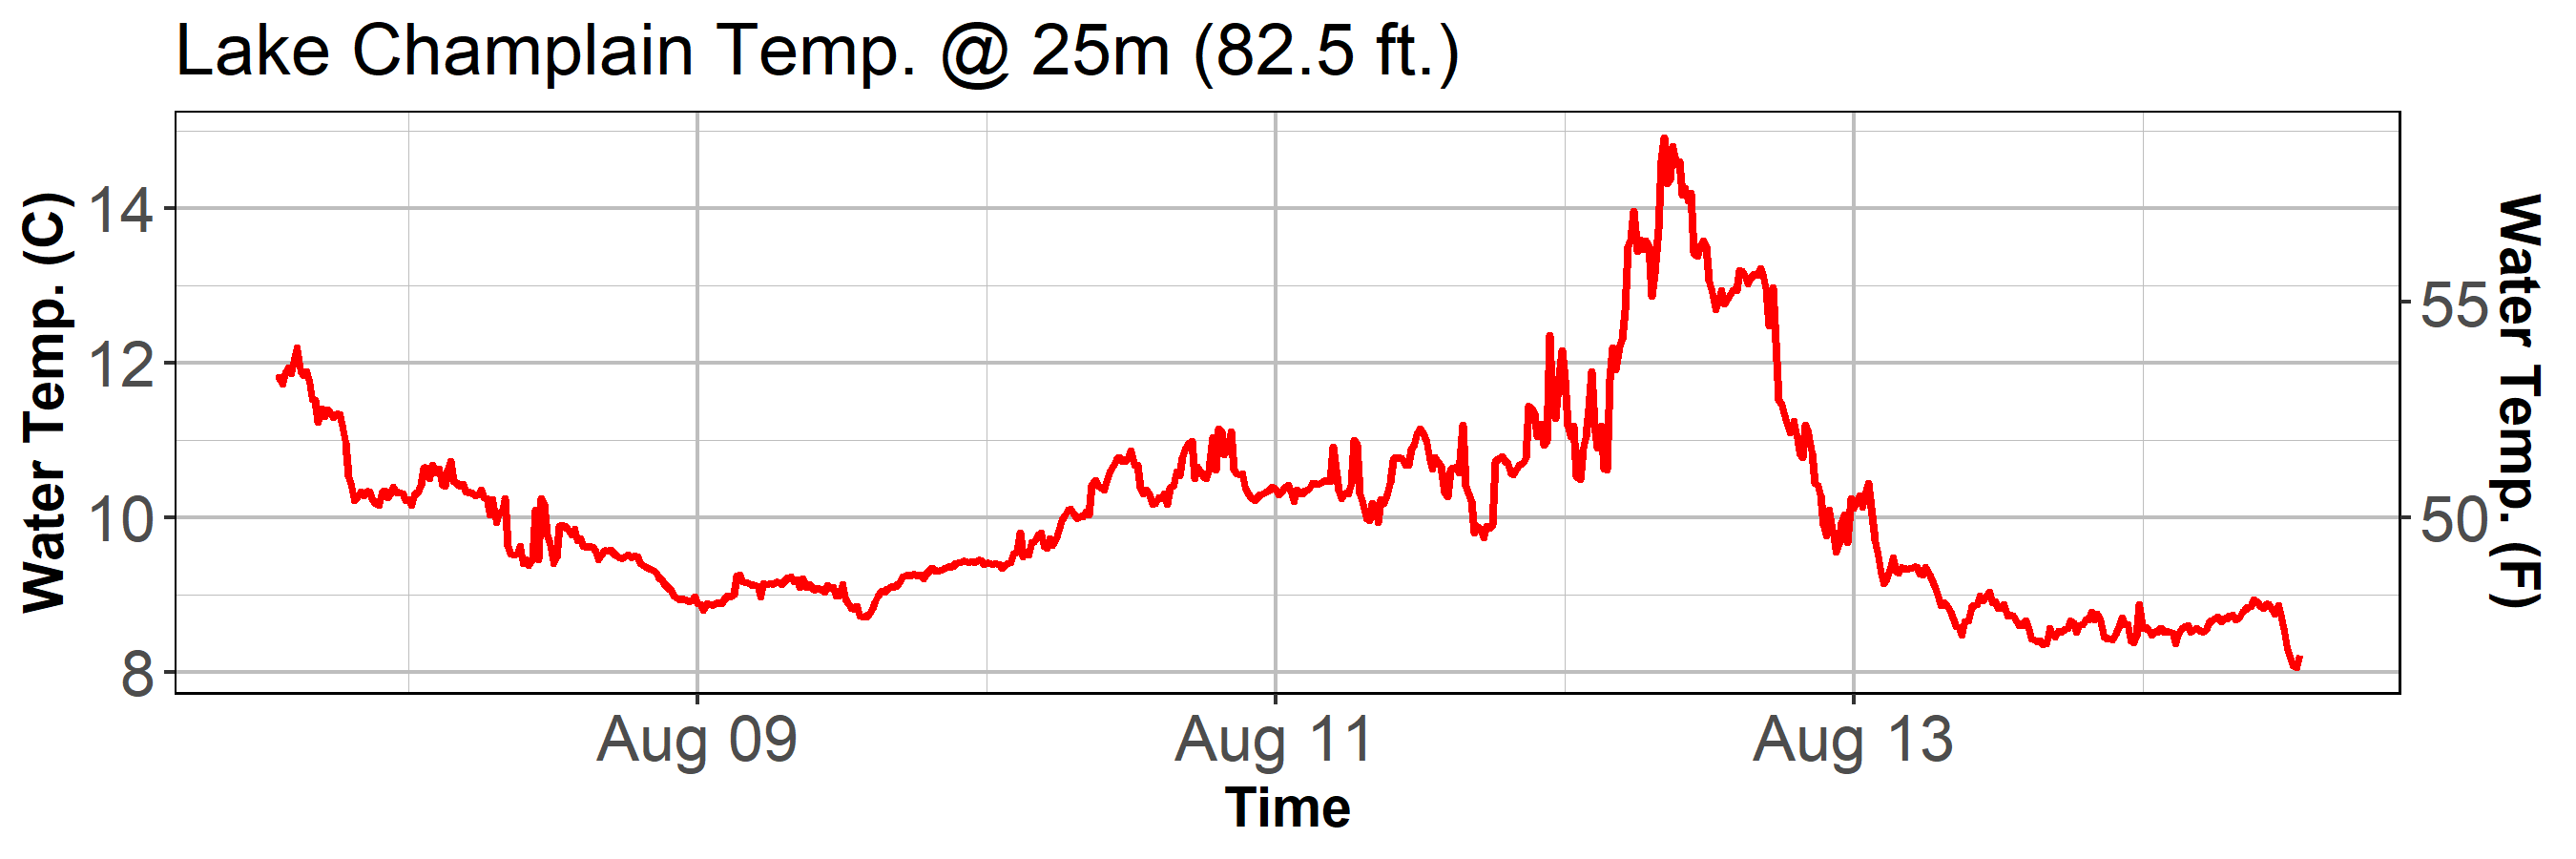 Lake Champlain Temp. @ 25m (82.5 ft.)
Water Temp. (C)
14
12
10
8
55
50
Water Temp. (F)
Aug 09
Aug 11
Aug 13
Time